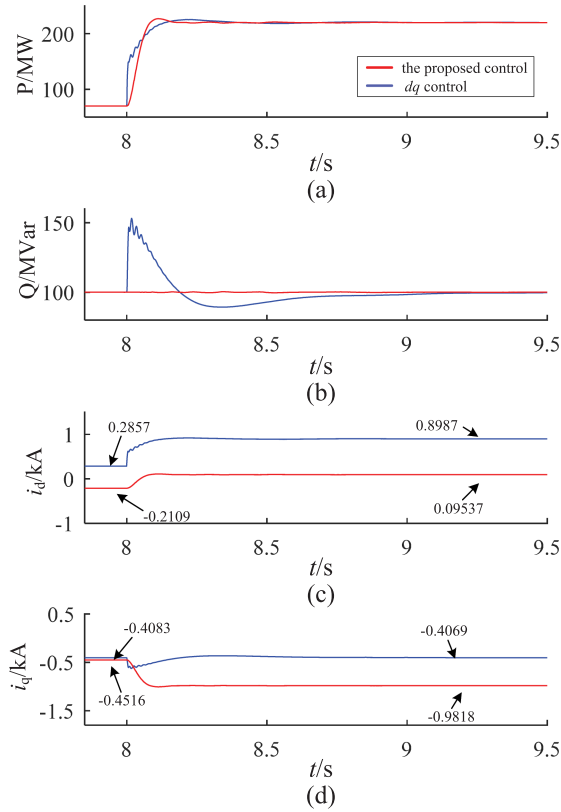 P/MW
200
100
the proposed control
dq control
8
8.5
9
9.5
t/s
(a)
Q/MVar
150
100
8
8.5
9
9.5
t/s
(b)
i_d/kA
1
0
-1
0.2857
0.8987
-0.2109
0.09537
8
8.5
9
9.5
t/s
(c)
i_q/kA
0.5
-0.5
-1.5
-0.4083
-0.4069
-0.4516
-0.9818
8
8.5
9
9.5
t/s
(d)